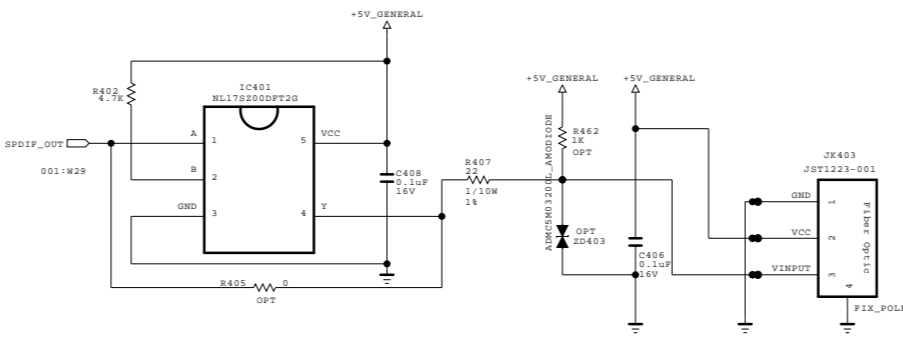 +5V_GENERAL
IC401
NL17SZ00DFT2G
R402
4.7K
SPDIF_OUT
001:W29
A
B
GND
1
2
3
5
4
VCC
Y
C408
0.1uF
16V
R405
0
OPT
R407
22
1/10W
1%
+5V_GENERAL
+5V_GENERAL
R462
1K
OPT
ADMC5M03200L_AMODIODE
OPT
ZD403
C406
0.1uF
16V
JK403
JST1223-001
GND
VCC
VINPUT
1
2
3
4
Fiber Optic
FIX_POLE